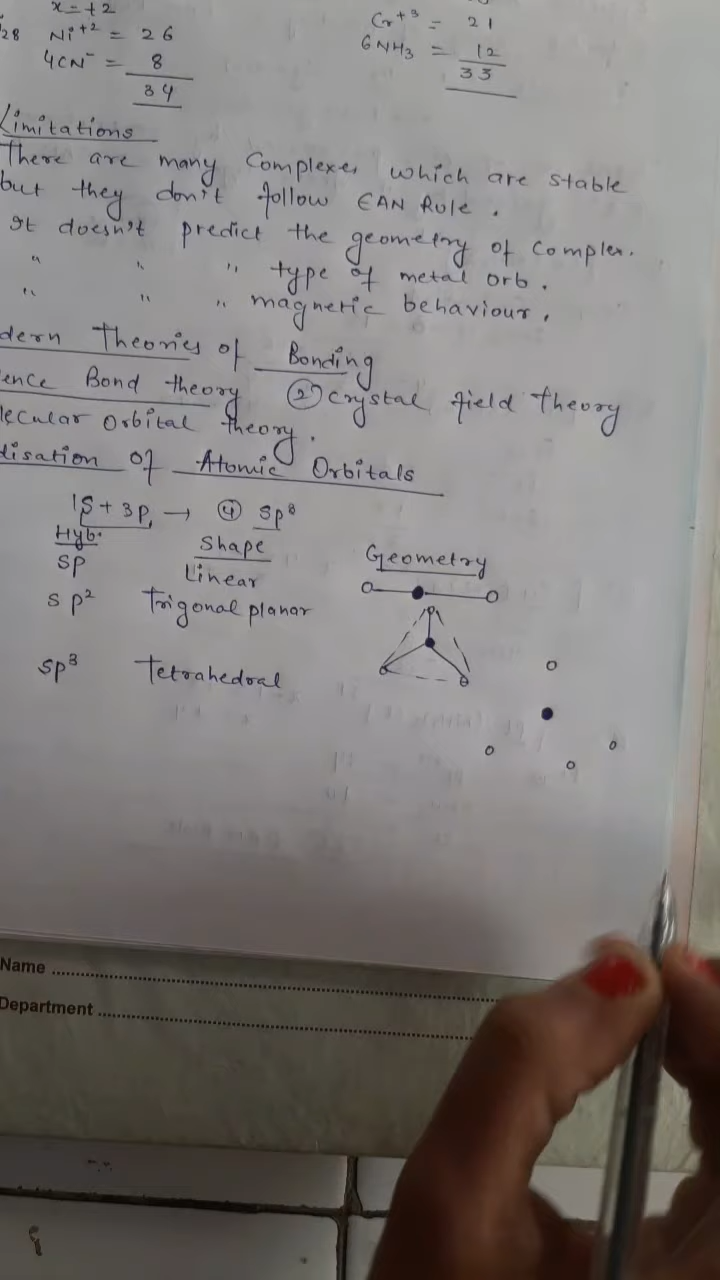 x = +2
28 Ni⁺² = 26
4CN⁻ = 8
34
Cr⁺³ = 21
6NH₃ = 12
33
Limitations
There are many Complexes which are stable
but they don't follow EAN Rule.
It doesn't predict the geometry of Complex.
" " " type of metal orb.
" " " magnetic behaviour.
dern Theories of Bonding
ence Bond theory ② Crystal field Theory
lecular Orbital theory.
disation of Atomic Orbitals
1S + 3P → ④ sp³
Hyb. Shape Geometry
sp Linear
sp² Trigonal planar
sp³ Tetrahedral
Name
Department